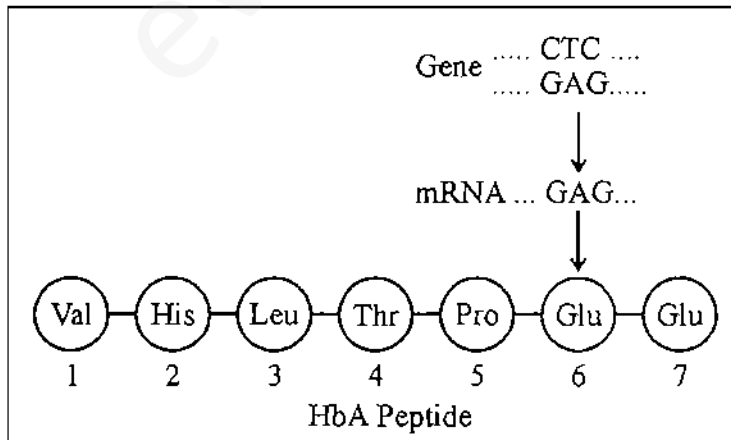 Gene ..... CTC ....
..... GAG.....
mRNA ... GAG...
Val His Leu Thr Pro Glu Glu
1 2 3 4 5 6 7
HbA Peptide